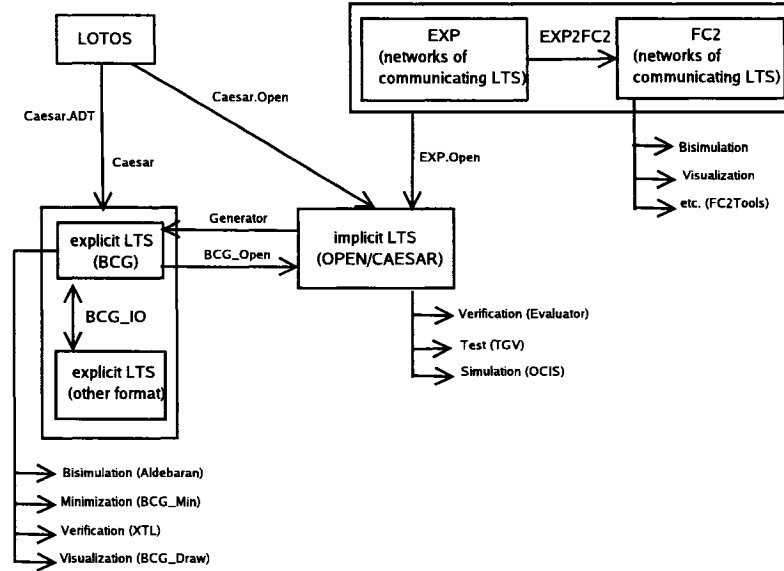 LOTOS
EXP
(networks of
communicating LTS)
EXP2FC2
FC2
(networks of
communicating LTS)
Caesar.ADT
Caesar.Open
Caesar
EXP.Open
Bisimulation
Visualization
etc. (FC2Tools)
explicit LTS
(BCG)
Generator
BCG_Open
implicit LTS
(OPEN/CAESAR)
BCG_IO
explicit LTS
(other format)
Verification (Evaluator)
Test (TGV)
Simulation (OCIS)
Bisimulation (Aldebaran)
Minimization (BCG_Min)
Verification (XTL)
Visualization (BCG_Draw)